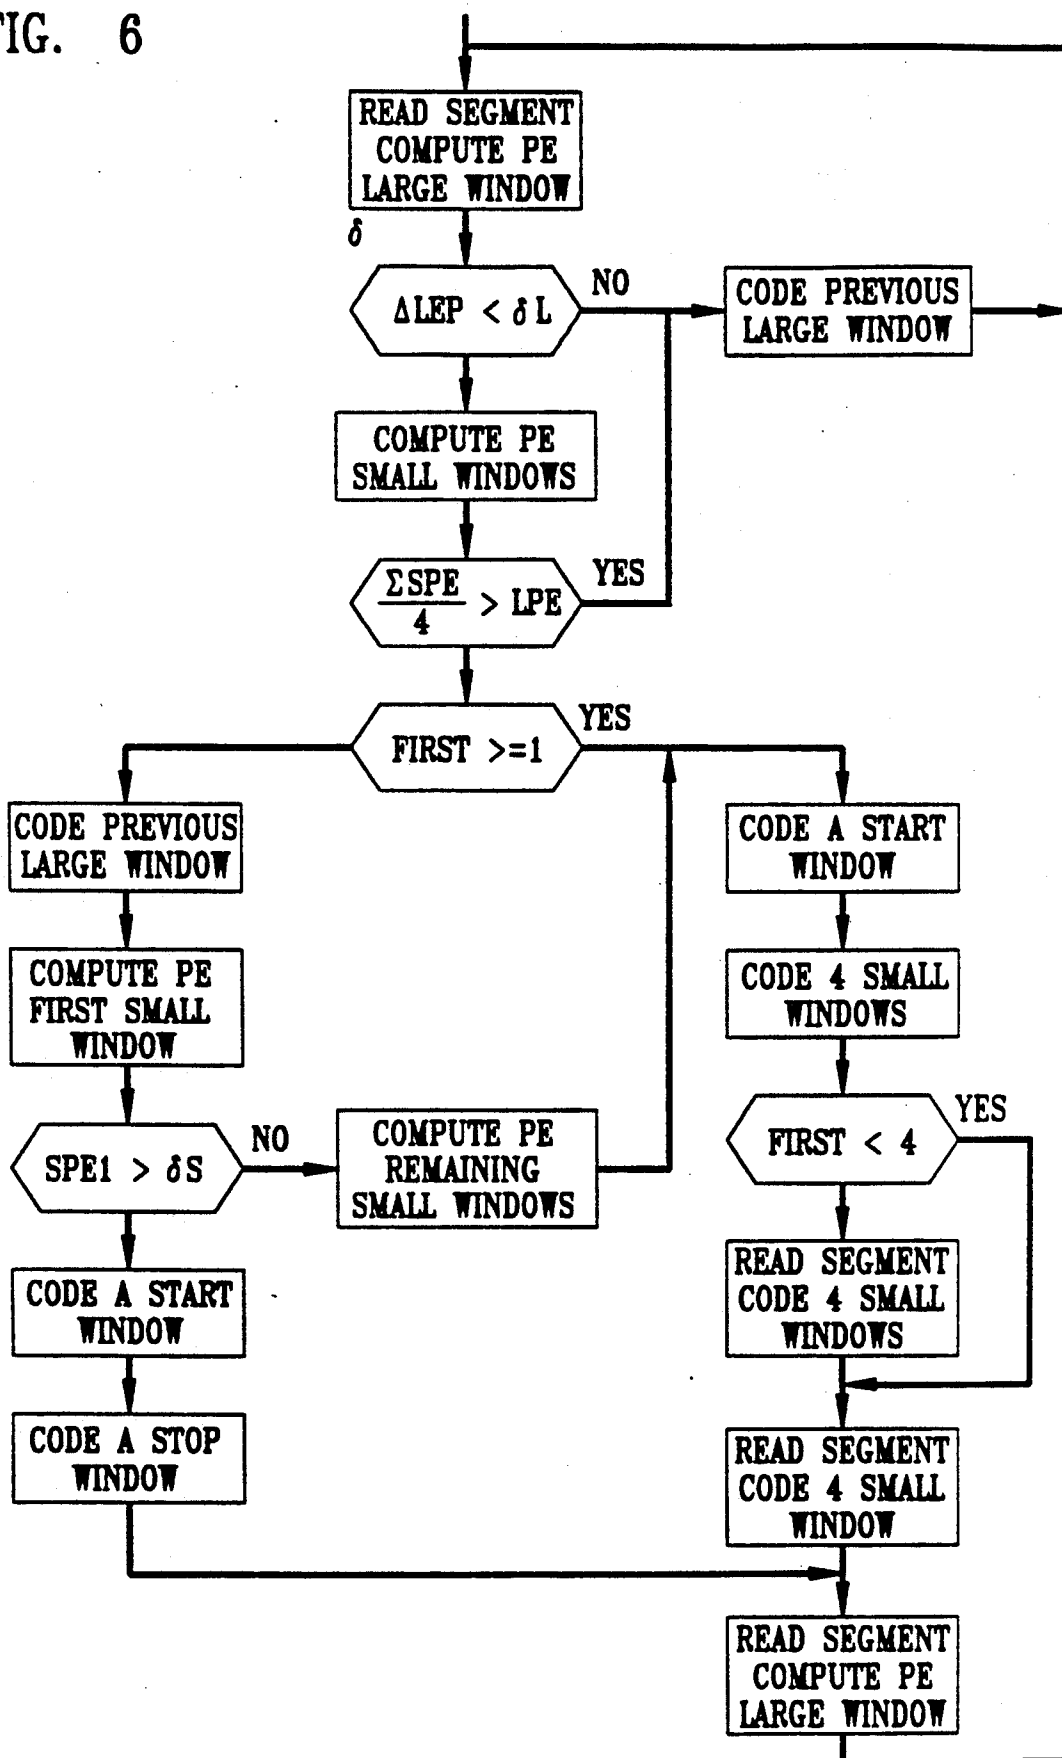 FIG. 6
READ SEGMENT
COMPUTE PE
LARGE WINDOW
δ
ΔLEP < δL
NO
CODE PREVIOUS
LARGE WINDOW
COMPUTE PE
SMALL WINDOWS
ΣSPE
4
> LPE
YES
FIRST >=1
YES
CODE PREVIOUS
LARGE WINDOW
CODE A START
WINDOW
COMPUTE PE
FIRST SMALL
WINDOW
CODE 4 SMALL
WINDOWS
SPE1 > δS
NO
COMPUTE PE
REMAINING
SMALL WINDOWS
FIRST < 4
YES
CODE A START
WINDOW
READ SEGMENT
CODE 4 SMALL
WINDOWS
CODE A STOP
WINDOW
READ SEGMENT
CODE 4 SMALL
WINDOW
READ SEGMENT
COMPUTE PE
LARGE WINDOW